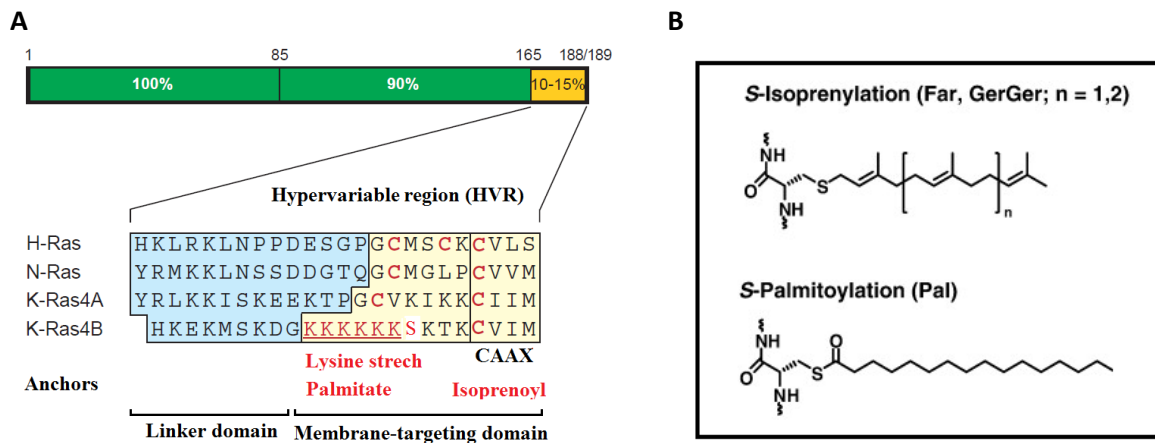 A
1 85 165 188/189
100% 90% 10-15%
Hypervariable region (HVR)
H-Ras HKLRKLNPPDESGPGCMSCKCVLS
N-Ras YRMKKLNSSDDGTQGCMGLPCVVM
K-Ras4A YRLKKISKEEKTPGCVKIKKCIIM
K-Ras4B HKEKMSKDGKKKKKKSKTKCVIM
Lysine strech CAAX
Anchors Palmitate Isoprenoyl
Linker domain Membrane-targeting domain
B
S-Isoprenylation (Far, GerGer; n = 1,2)
NH
O
S
NH
n
S-Palmitoylation (Pal)
NH
O
O
S
NH